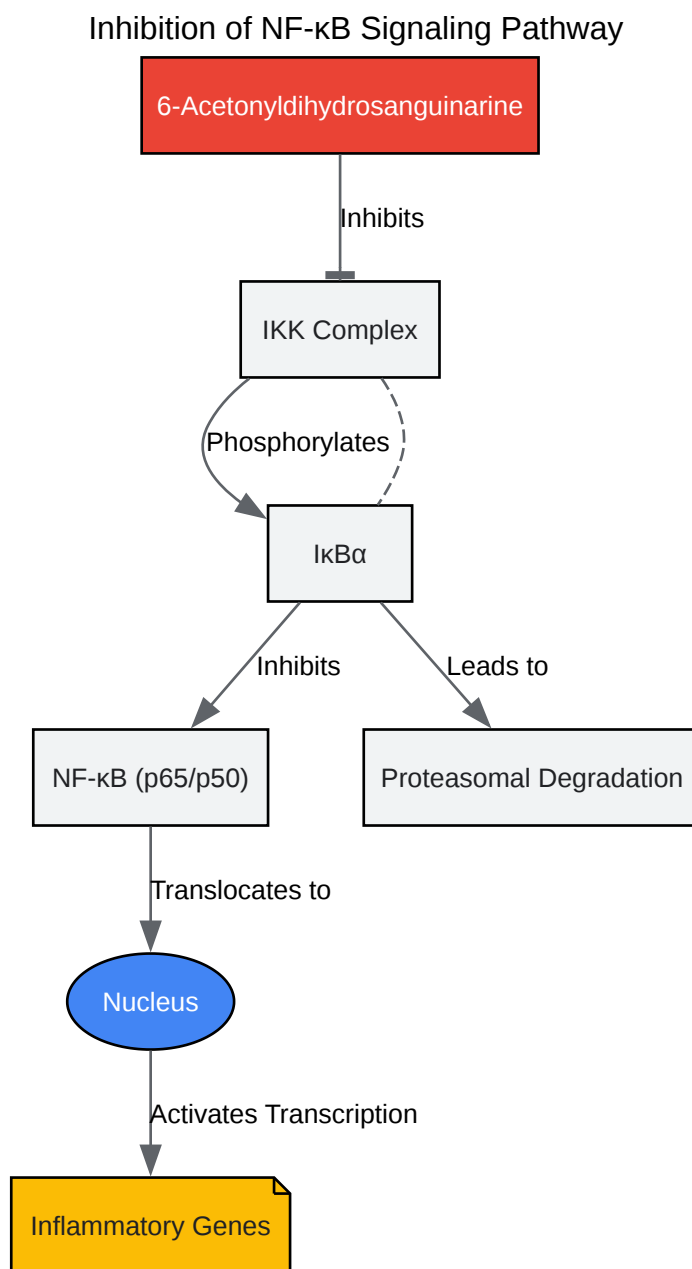 Inhibition of NF-κB Signaling Pathway
6-Acetonyldihydrosanguinarine
Inhibits
IKK Complex
Phosphorylates
IκBα
Inhibits
Leads to
NF-κB (p65/p50)
Proteasomal Degradation
Translocates to
Nucleus
Activates Transcription
Inflammatory Genes